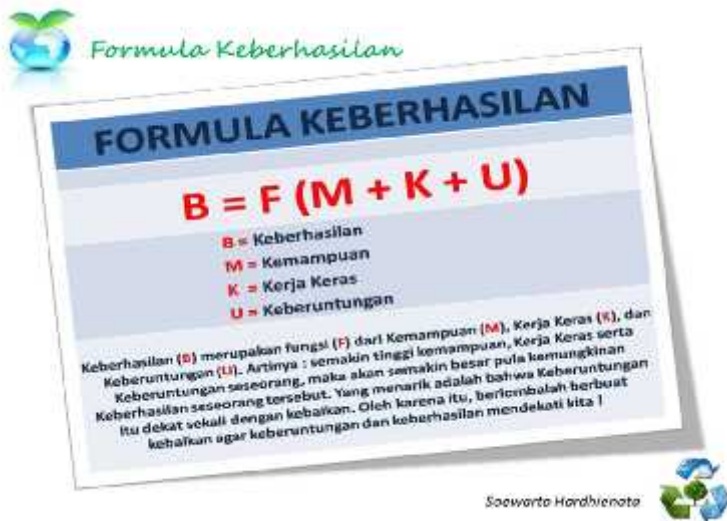 Formula Keberhasilan
FORMULA KEBERHASILAN
B = F (M + K + U)
B = Keberhasilan
M = Kemampuan
K = Kerja Keras
U = Keberuntungan
Keberhasilan (B) merupakan fungsi (F) dari Kemampuan (M), Kerja Keras (K), dan
Keberuntungan (U). Artinya : semakin tinggi kemampuan, Kerja Keras serta
Keberuntungan seseorang, maka akan semakin besar pula kemungkinan
Keberhasilan seseorang tersebut. Yang menarik adalah bahwa Keberuntungan
itu dekat sekali dengan kebaikan. Oleh karena itu, berlombalah berbuat
kebaikan agar keberuntungan dan keberhasilan mendekati kita !
Soewarto Hardhienata